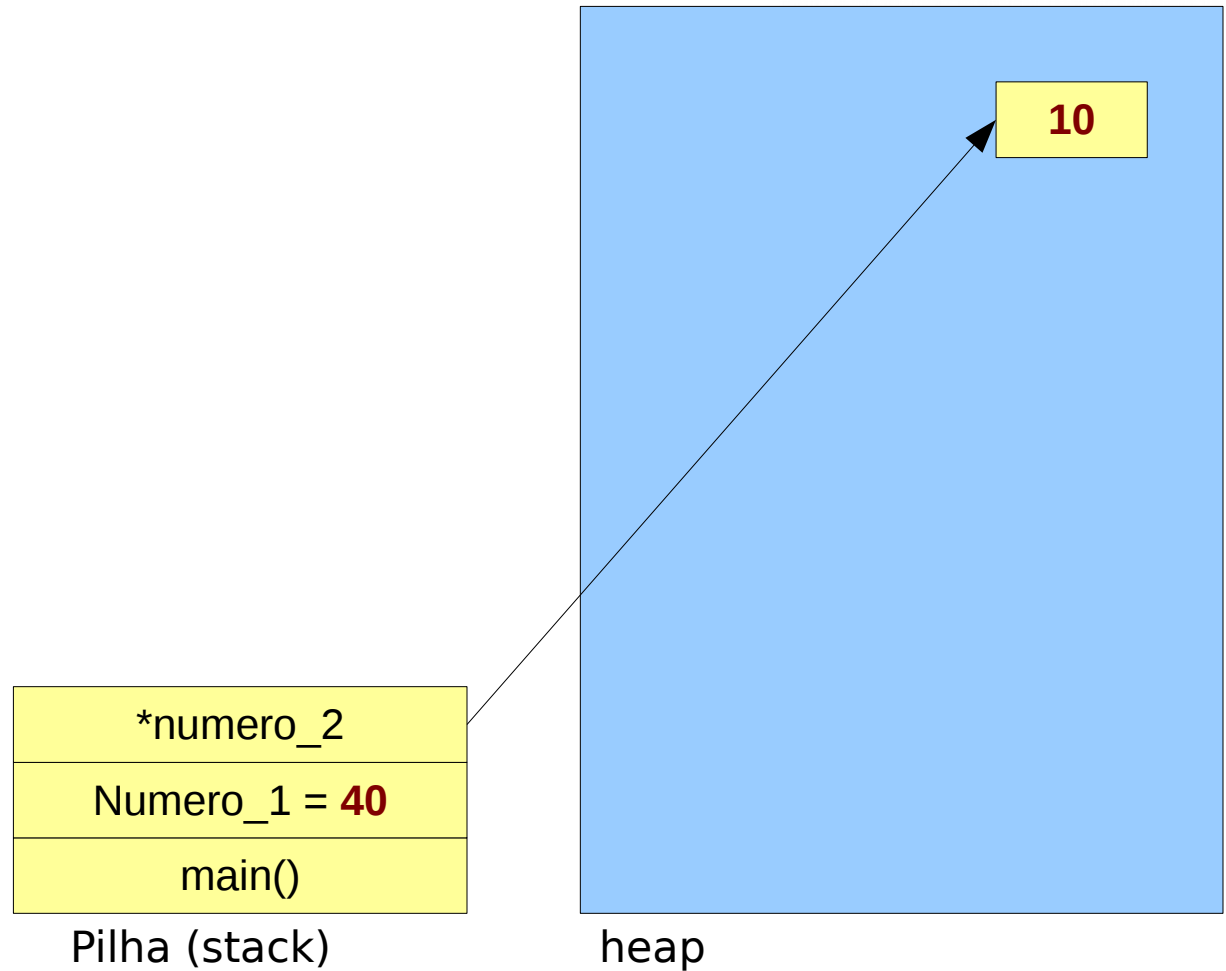 10
*numero_2
Numero_1 = 40
main()
Pilha (stack)
heap